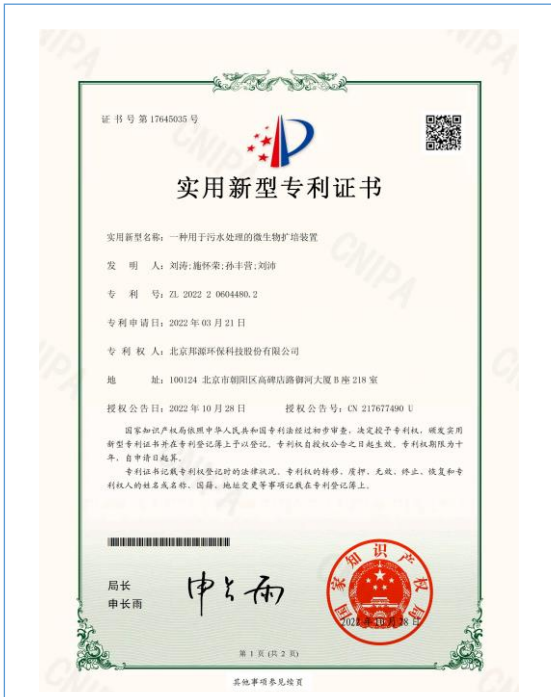 证书号第17645035号
实用新型专利证书
实用新型名称：一种用于污水处理的微生物扩培装置
发 明 人：刘涛;施怀荣;孙丰营;刘沛
专 利 号：ZL 2022 2 0604480.2
专利申请日：2022年03月21日
专 利 权 人：北京邦源环保科技股份有限公司
地 址：100124 北京市朝阳区高碑店路御河大厦B座218室
授权公告日：2022年10月28日 授权公告号：CN 217677490 U
国家知识产权局依照中华人民共和国专利法经过初步审查，决定授予专利权，颁发实用
新型专利证书并在专利登记簿上予以登记。专利权自授权公告之日起生效。专利权期限为十
年，自申请日起算。
专利证书记载专利权登记时的法律状况。专利权的转移、质押、无效、终止、恢复和专
利权人的姓名或名称、国籍、地址变更等事项记载在专利登记簿上。
局长
申长雨
申长雨
国家知识产权局
2022年10月28日
第 1 页 (共 2 页)
其他事项参见续页
CNIPA
CNIPA
CNIPA
CNIPA